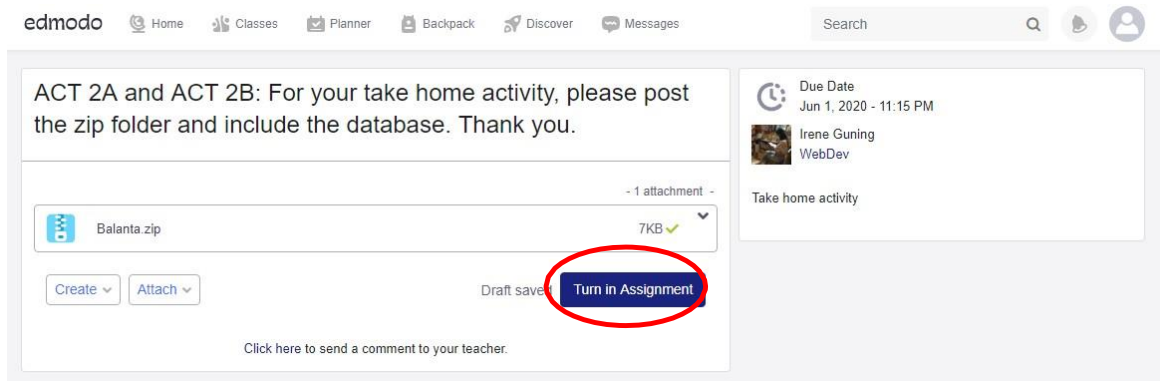 edmodo Home Classes Planner Backpack Discover Messages Search
ACT 2A and ACT 2B: For your take home activity, please post
the zip folder and include the database. Thank you.
- 1 attachment -
Balanta.zip 7KB
Create Attach Draft saved Turn in Assignment
Click here to send a comment to your teacher.
Due Date
Jun 1, 2020 - 11:15 PM
Irene Guning
WebDev
Take home activity